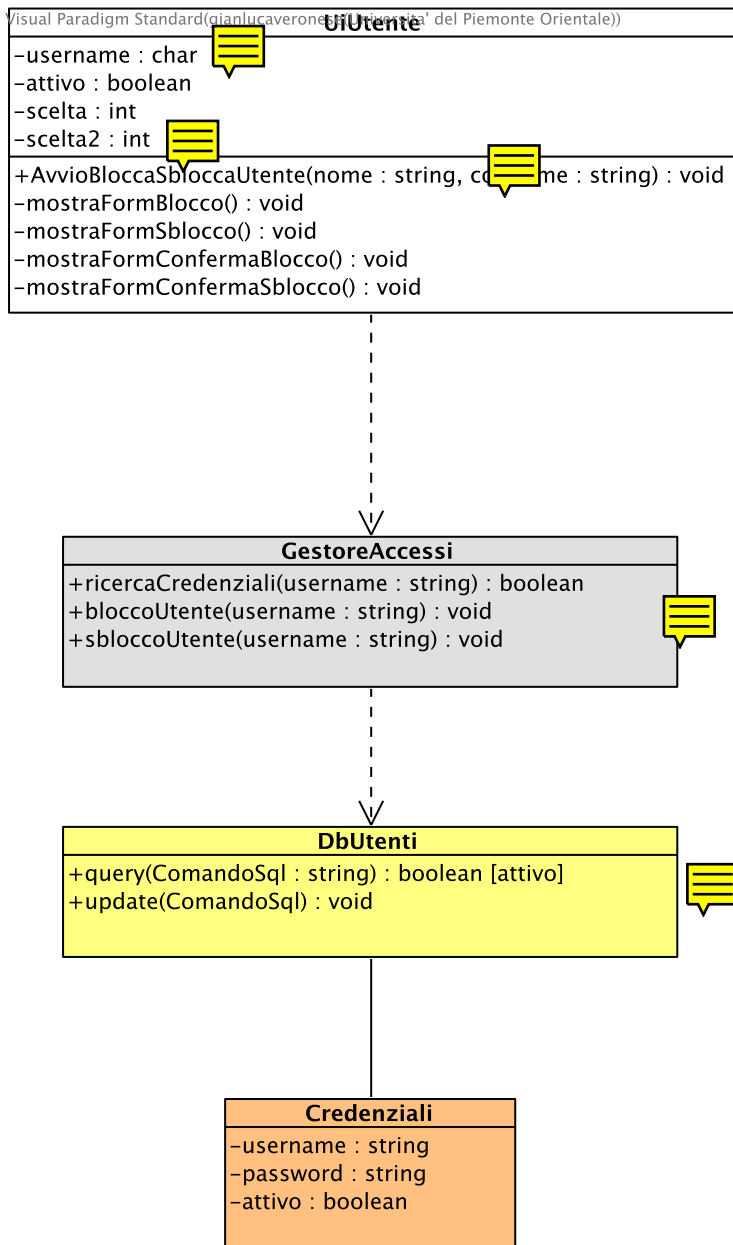 Visual Paradigm Standard(gianlucaveronese(Universita' del Piemonte Orientale))
UiUtente
-username : char
-attivo : boolean
-scelta : int
-scelta2 : int
+AvvioBloccaSbloccaUtente(nome : string, : string) : void
-mostraFormBlocco() : void
-mostraFormSblocco() : void
-mostraFormConfermaBlocco() : void
-mostraFormConfermaSblocco() : void
GestoreAccessi
+ricercaCredenziali(username : string) : boolean
+bloccoUtente(username : string) : void
+sbloccoUtente(username : string) : void
DbUtenti
+query(ComandoSql : string) : boolean [attivo]
+update(ComandoSql) : void
Credenziali
-username : string
-password : string
-attivo : boolean